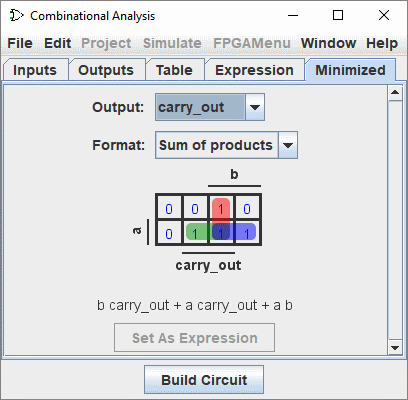 Combinational Analysis
File Edit Project Simulate FPGAMenu Window Help
Inputs Outputs Table Expression Minimized
Output: carry_out
Format: Sum of products
b
0 0 1 0
a 0 1 1 1
carry_out
b carry_out + a carry_out + a b
Set As Expression
Build Circuit